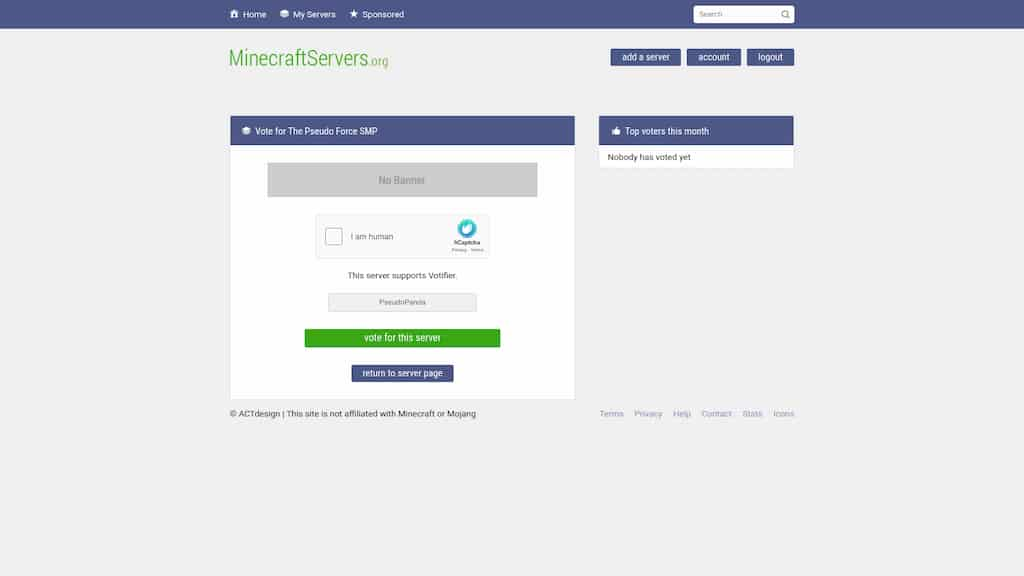 Home My Servers Sponsored Search
MinecraftServers.org
add a server account logout
Vote for The Pseudo Force SMP
Top voters this month
Nobody has voted yet
No Banner
I am human
hCaptcha
Privacy - Terms
This server supports Votifier.
PseudoPanda
vote for this server
return to server page
© ACTdesign | This site is not affiliated with Minecraft or Mojang
Terms Privacy Help Contact Stats Icons